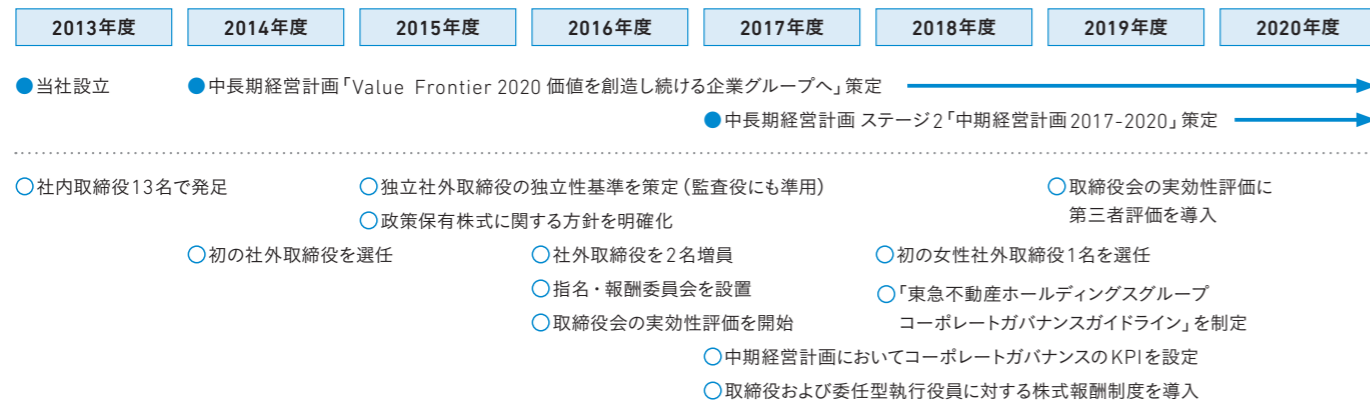 2013年度 2014年度 2015年度 2016年度 2017年度 2018年度 2019年度 2020年度
●当社設立 ●中長期経営計画「Value Frontier 2020 価値を創造し続ける企業グループへ」策定
●中長期経営計画 ステージ2「中期経営計画2017-2020」策定
○社内取締役13名で発足 ○独立社外取締役の独立性基準を策定(監査役にも準用) ○取締役会の実効性評価に
第三者評価を導入
○政策保有株式に関する方針を明確化
○初の社外取締役を選任 ○社外取締役を2名増員 ○初の女性社外取締役1名を選任
○指名・報酬委員会を設置 ○「東急不動産ホールディングスグループ
コーポレートガバナンスガイドライン」を制定
○取締役会の実効性評価を開始
○中期経営計画においてコーポレートガバナンスのKPIを設定
○取締役および委任型執行役員に対する株式報酬制度を導入